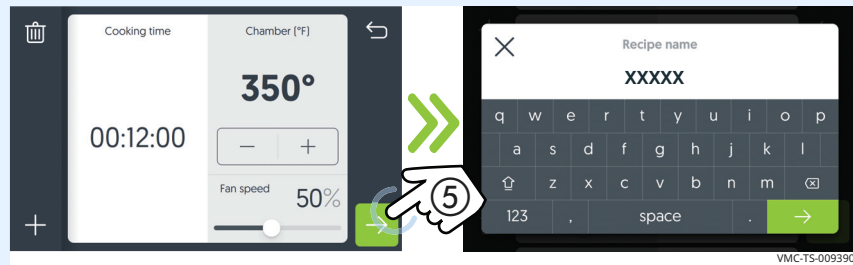 Cooking time
Chamber (°F)
350°
00:12:00
− +
Fan speed
50%
+
5
Recipe name
XXXXX
q w e r t y u i o p
a s d f g h j k l
z x c v b n m
123 , space .
VMC-TS-009390